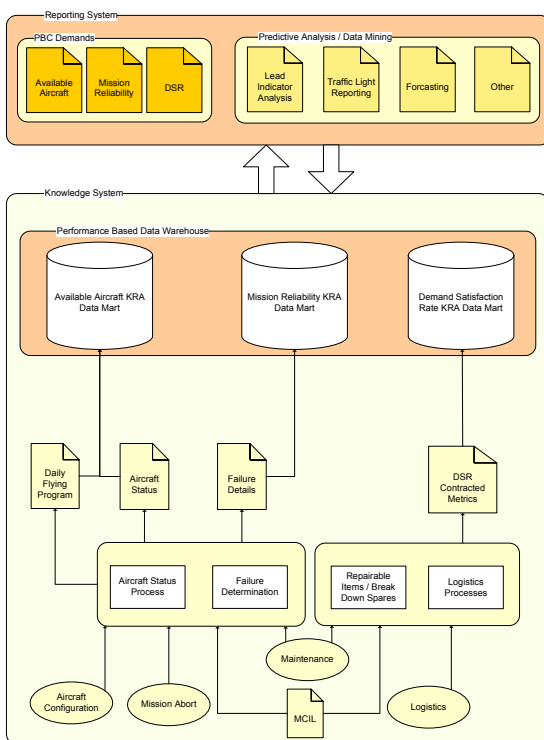 Reporting System
PBC Demands
Predictive Analysis / Data Mining
Available
Aircraft
Mission
Reliability
DSR
Lead
Indicator
Analysis
Traffic Light
Reporting
Forcasting
Other
Knowledge System
Performance Based Data Warehouse
Available Aircraft KRA
Data Mart
Mission Reliability KRA
Data Mart
Demand Satisfaction
Rate KRA Data Mart
Daily
Flying
Program
Aircraft
Status
Failure
Details
DSR
Contracted
Metrics
Aircraft Status
Process
Failure
Determination
Repairable
Items / Break
Down Spares
Logistics
Processes
Maintenance
Aircraft
Configuration
Mission Abort
MCIL
Logistics